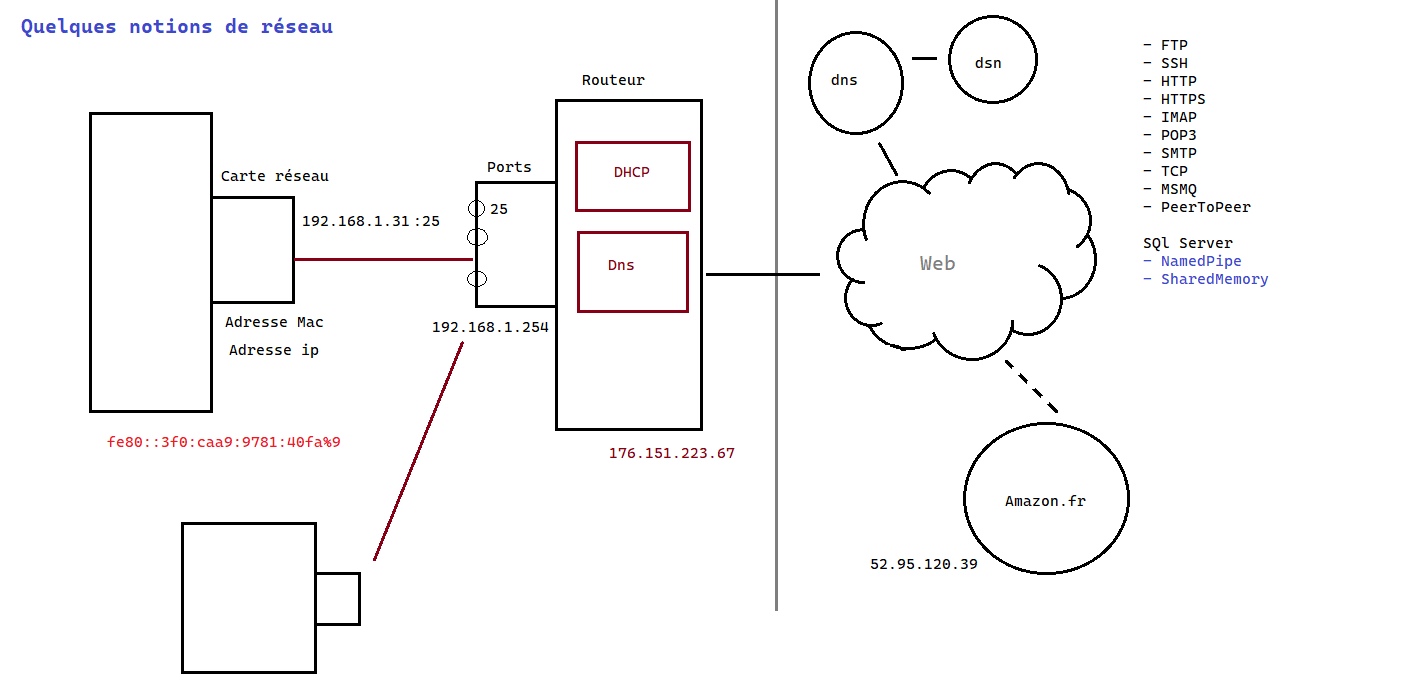 Quelques notions de réseau
Carte réseau
192.168.1.31 :25
Adresse Mac
Adresse ip
fe80::3f0:caa9:9781:40fa%9
Ports
25
192.168.1.254
Routeur
DHCP
Dns
176.151.223.67
dns
dsn
Web
Amazon.fr
52.95.120.39
- FTP
- SSH
- HTTP
- HTTPS
- IMAP
- POP3
- SMTP
- TCP
- MSMQ
- PeerToPeer
SQl Server
- NamedPipe
- SharedMemory